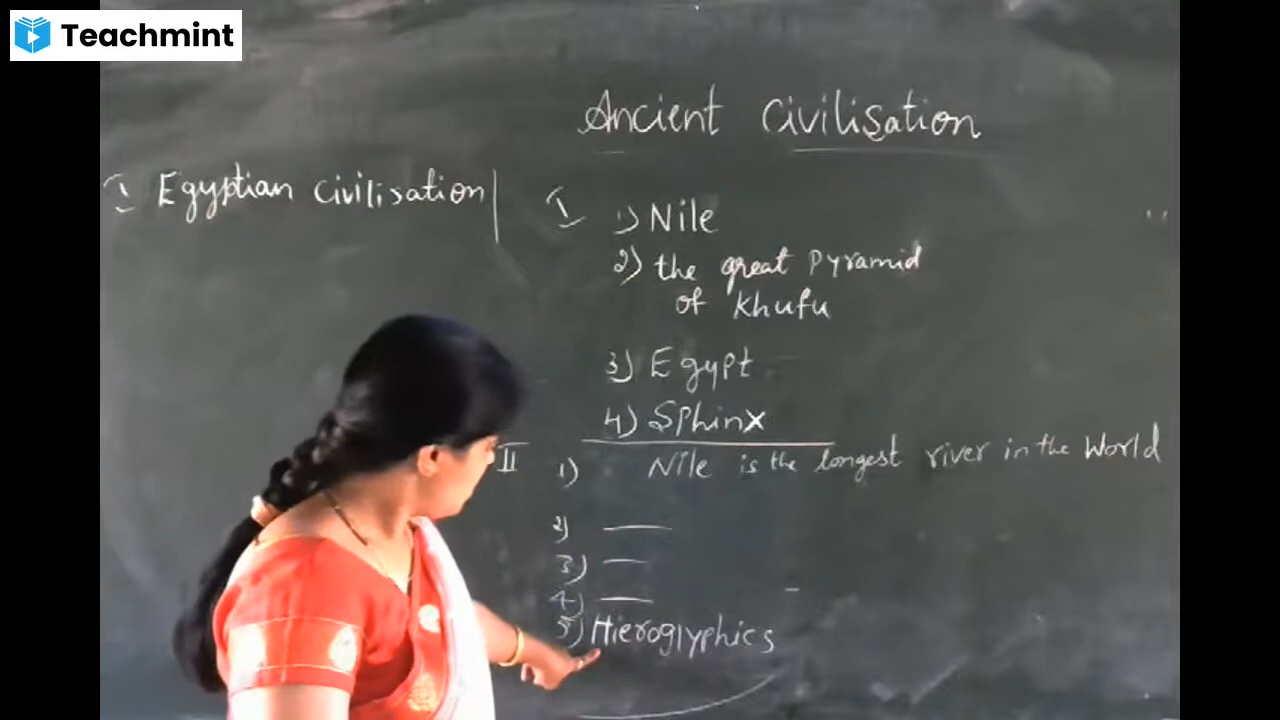 Teachmint
Ancient Civilisation
I Egyptian Civilisation
I 1) Nile
2) the great Pyramid
of Khufu
3) Egypt
4) Sphinx
II 1) Nile is the longest river in the World
2)
3)
4)
5) Hieroglyphics